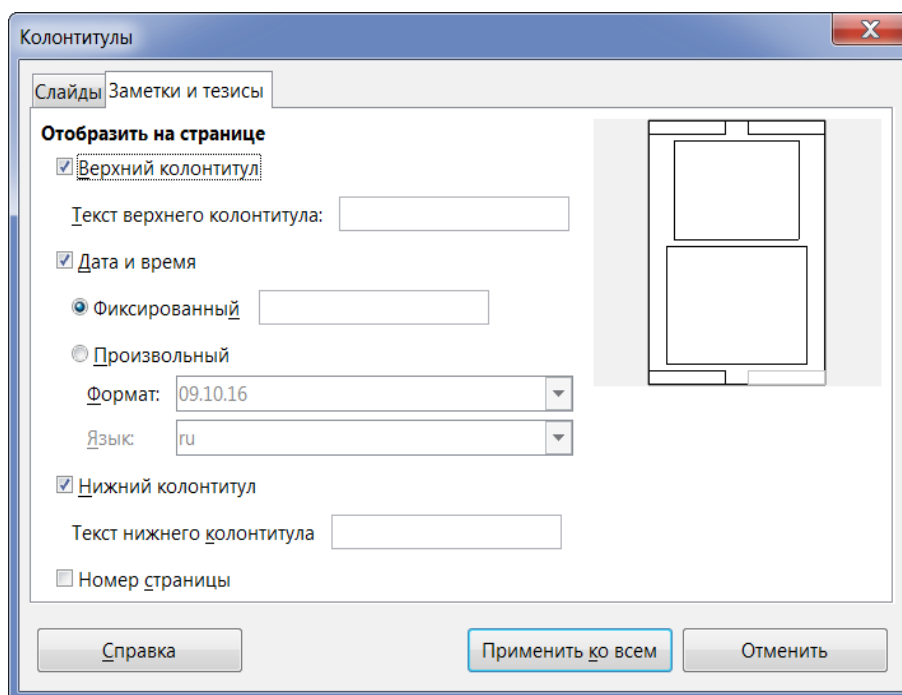 Колонтитулы
Слайды Заметки и тезисы
Отобразить на странице
Верхний колонтитул
Текст верхнего колонтитула:
Дата и время
Фиксированный
Произвольный
Формат: 09.10.16
Язык: ru
Нижний колонтитул
Текст нижнего колонтитула
Номер страницы
Справка Применить ко всем Отменить